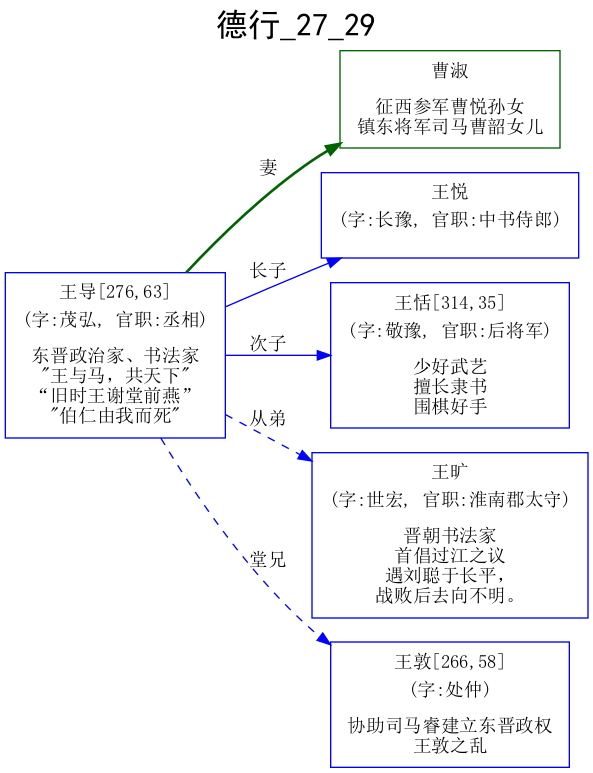 德行_27_29
曹淑
征西参军曹悦孙女
镇东将军司马曹韶女儿
妻
王悦
(字:长豫, 官职:中书侍郎)
长子
王导[276,63]
(字:茂弘, 官职:丞相)
东晋政治家、书法家
"王与马，共天下"
“旧时王谢堂前燕”
"伯仁由我而死"
王恬[314,35]
(字:敬豫, 官职:后将军)
少好武艺
擅长隶书
围棋好手
次子
从弟
王旷
(字:世宏, 官职:淮南郡太守)
晋朝书法家
首倡过江之议
遇刘聪于长平，
战败后去向不明。
堂兄
王敦[266,58]
(字:处仲)
协助司马睿建立东晋政权
王敦之乱